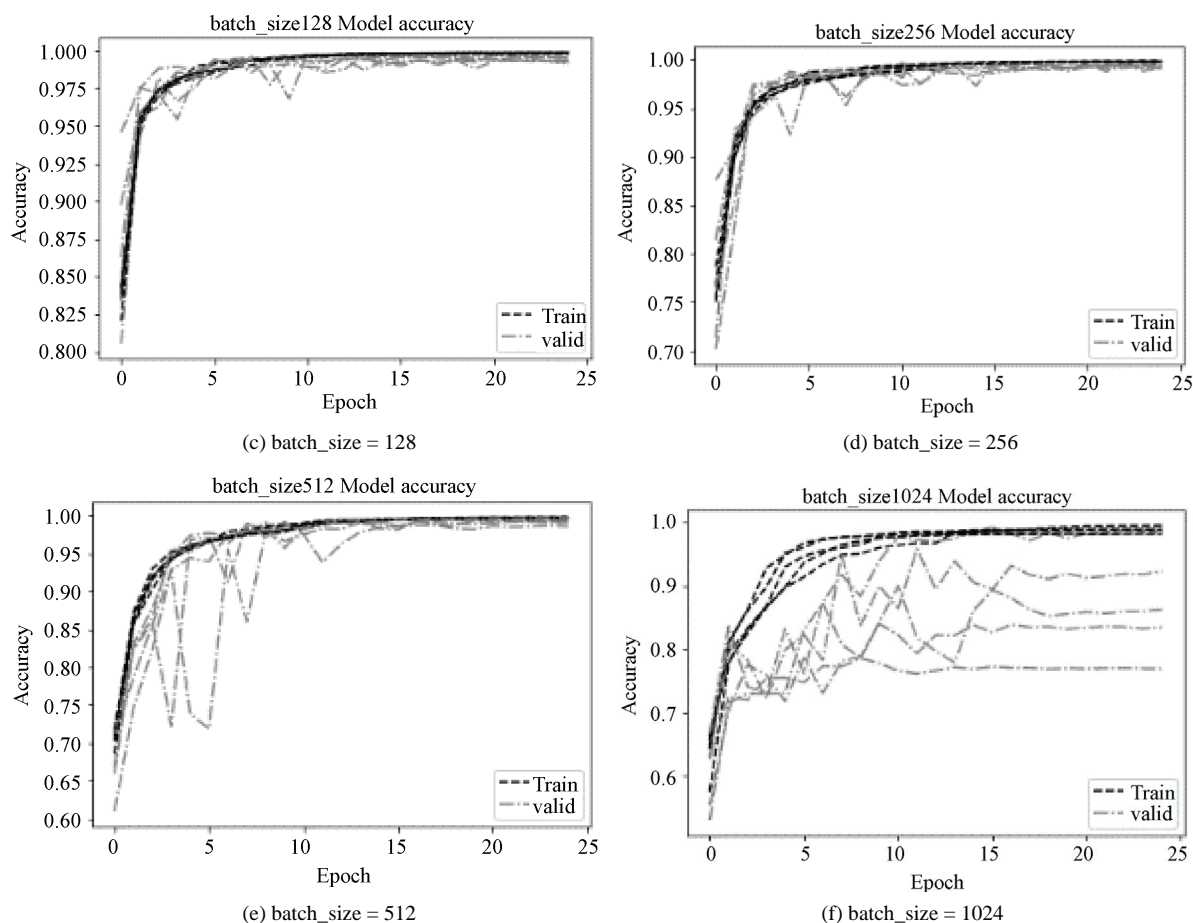 batch_size128 Model accuracy
1.000
0.975
0.950
0.925
0.900
0.875
0.850
0.825
0.800
Accuracy
0 5 10 15 20 25
Epoch
Train
valid
(c) batch_size = 128
batch_size256 Model accuracy
1.00
0.95
0.90
0.85
0.80
0.75
0.70
Accuracy
0 5 10 15 20 25
Epoch
Train
valid
(d) batch_size = 256
batch_size512 Model accuracy
1.00
0.95
0.90
0.85
0.80
0.75
0.70
0.65
0.60
Accuracy
0 5 10 15 20 25
Epoch
Train
valid
(e) batch_size = 512
batch_size1024 Model accuracy
1.0
0.9
0.8
0.7
0.6
Accuracy
0 5 10 15 20 25
Epoch
Train
valid
(f) batch_size = 1024